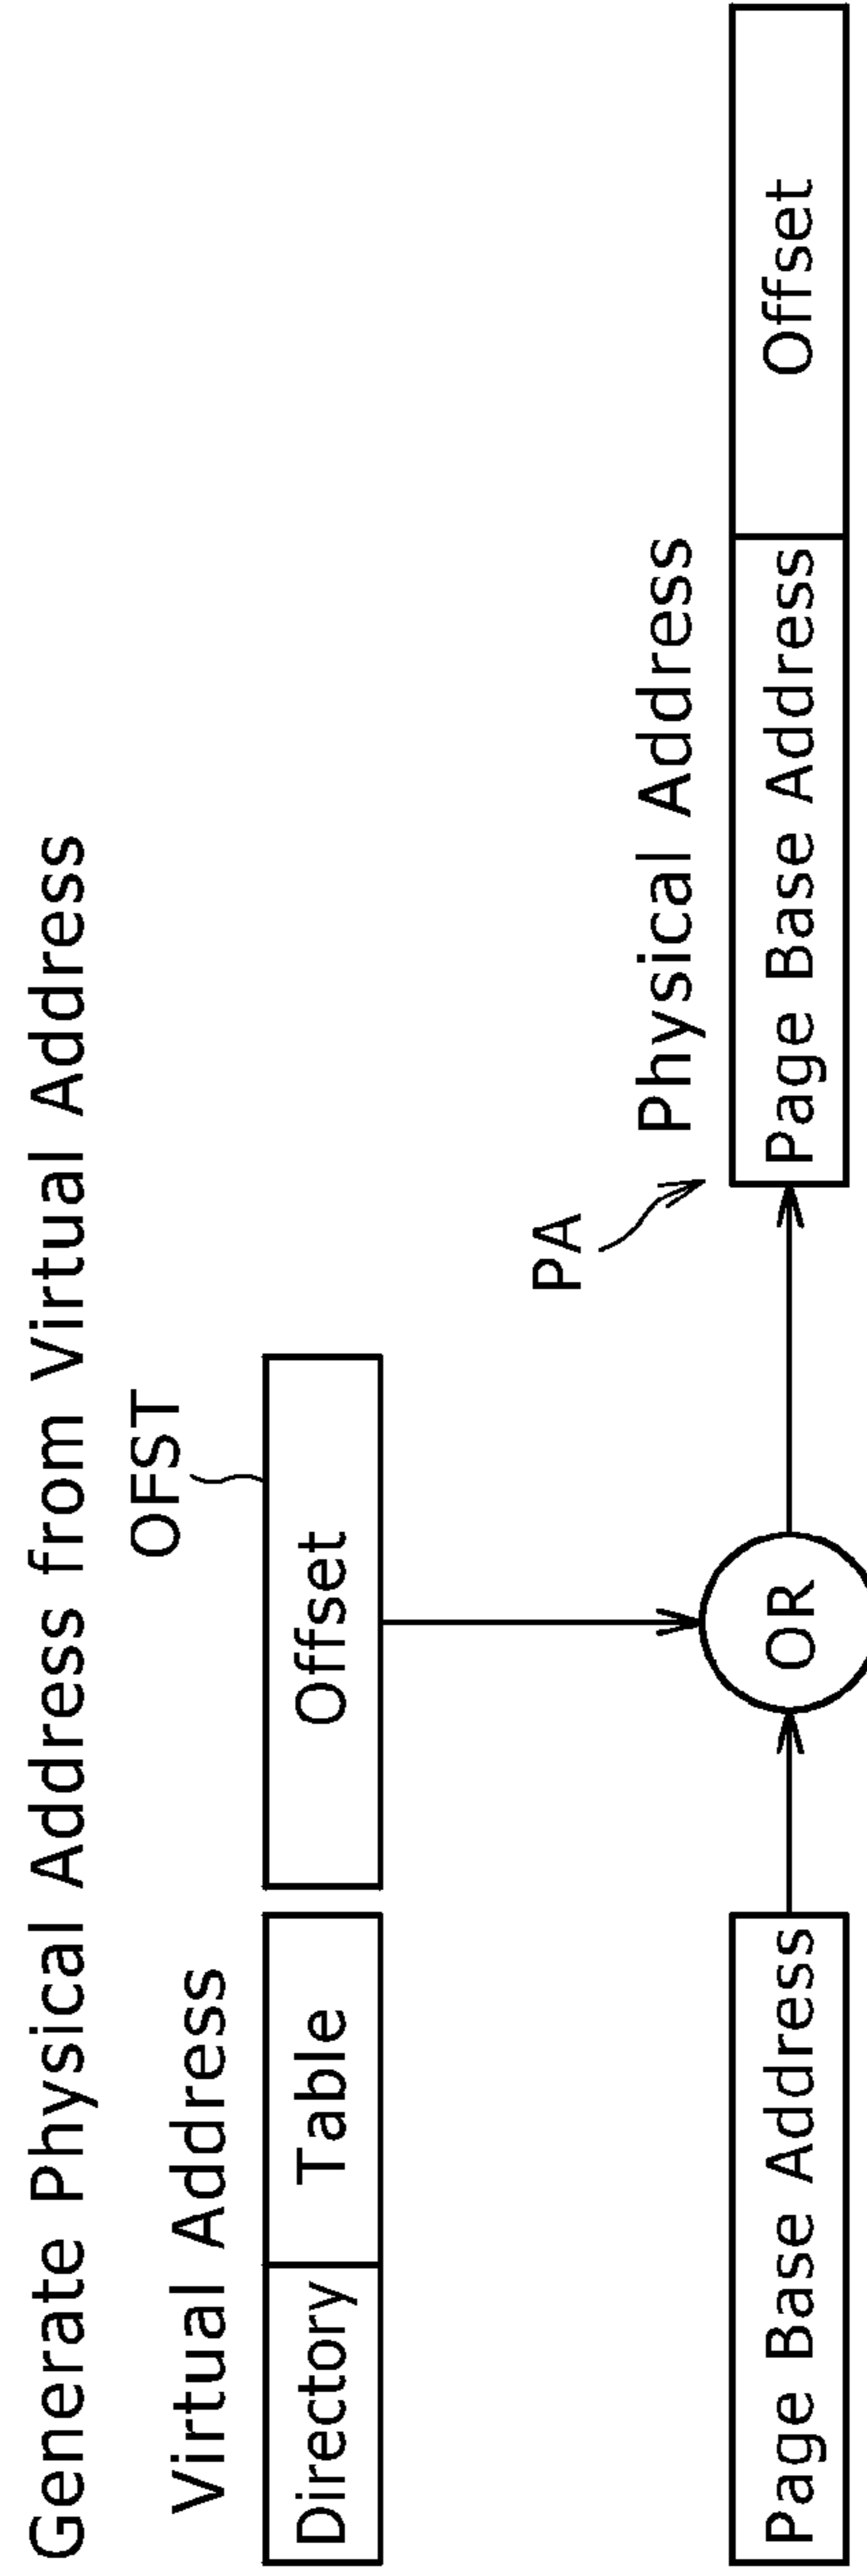 Generate Physical Address from Virtual Address
Virtual Address
OFST
Directory Table Offset
PA
Physical Address
Page Base Address OR Page Base Address Offset